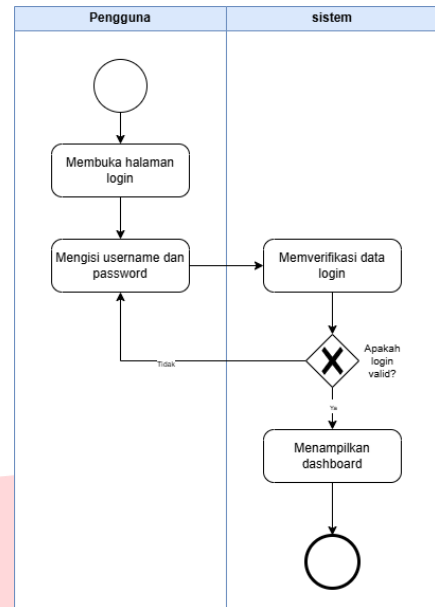 Pengguna
sistem
Membuka halaman
login
Mengisi username dan
password
Memverifikasi data
login
Apakah
login
valid?
Tidak
Ya
Menampilkan
dashboard